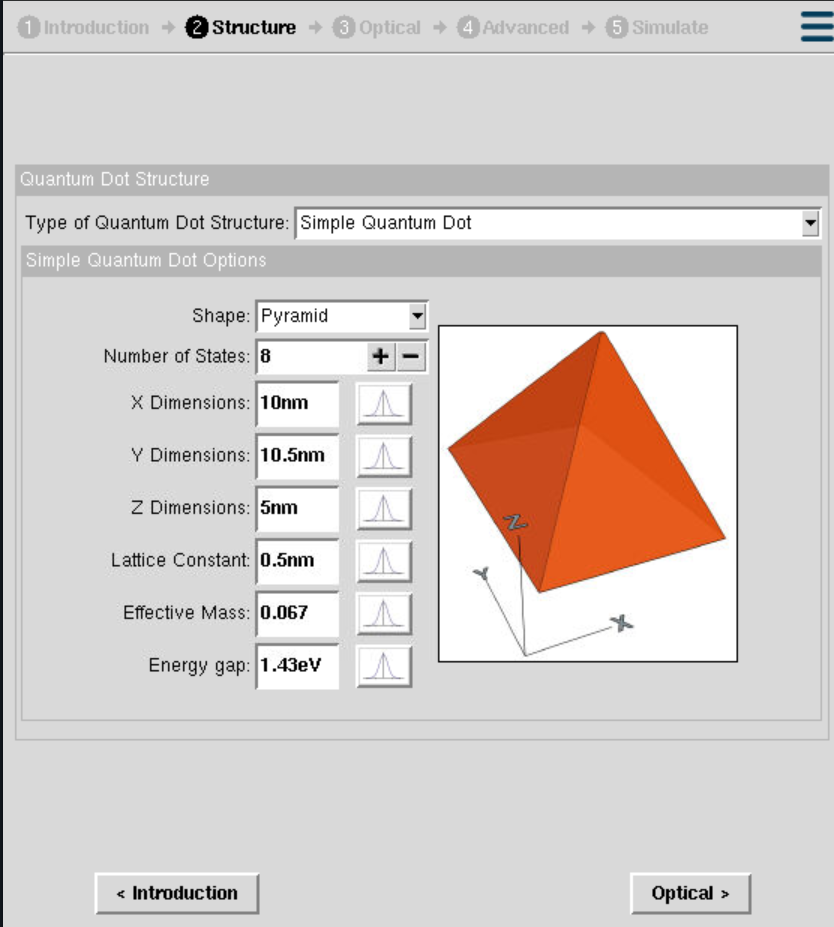 1 Introduction → 2 Structure → 3 Optical → 4 Advanced → 5 Simulate
Quantum Dot Structure
Type of Quantum Dot Structure: Simple Quantum Dot
Simple Quantum Dot Options
Shape: Pyramid
Number of States: 8 + −
X Dimensions: 10nm
Y Dimensions: 10.5nm
Z Dimensions: 5nm
Lattice Constant: 0.5nm
Effective Mass: 0.067
Energy gap: 1.43eV
Z
Y
X
< Introduction
Optical >